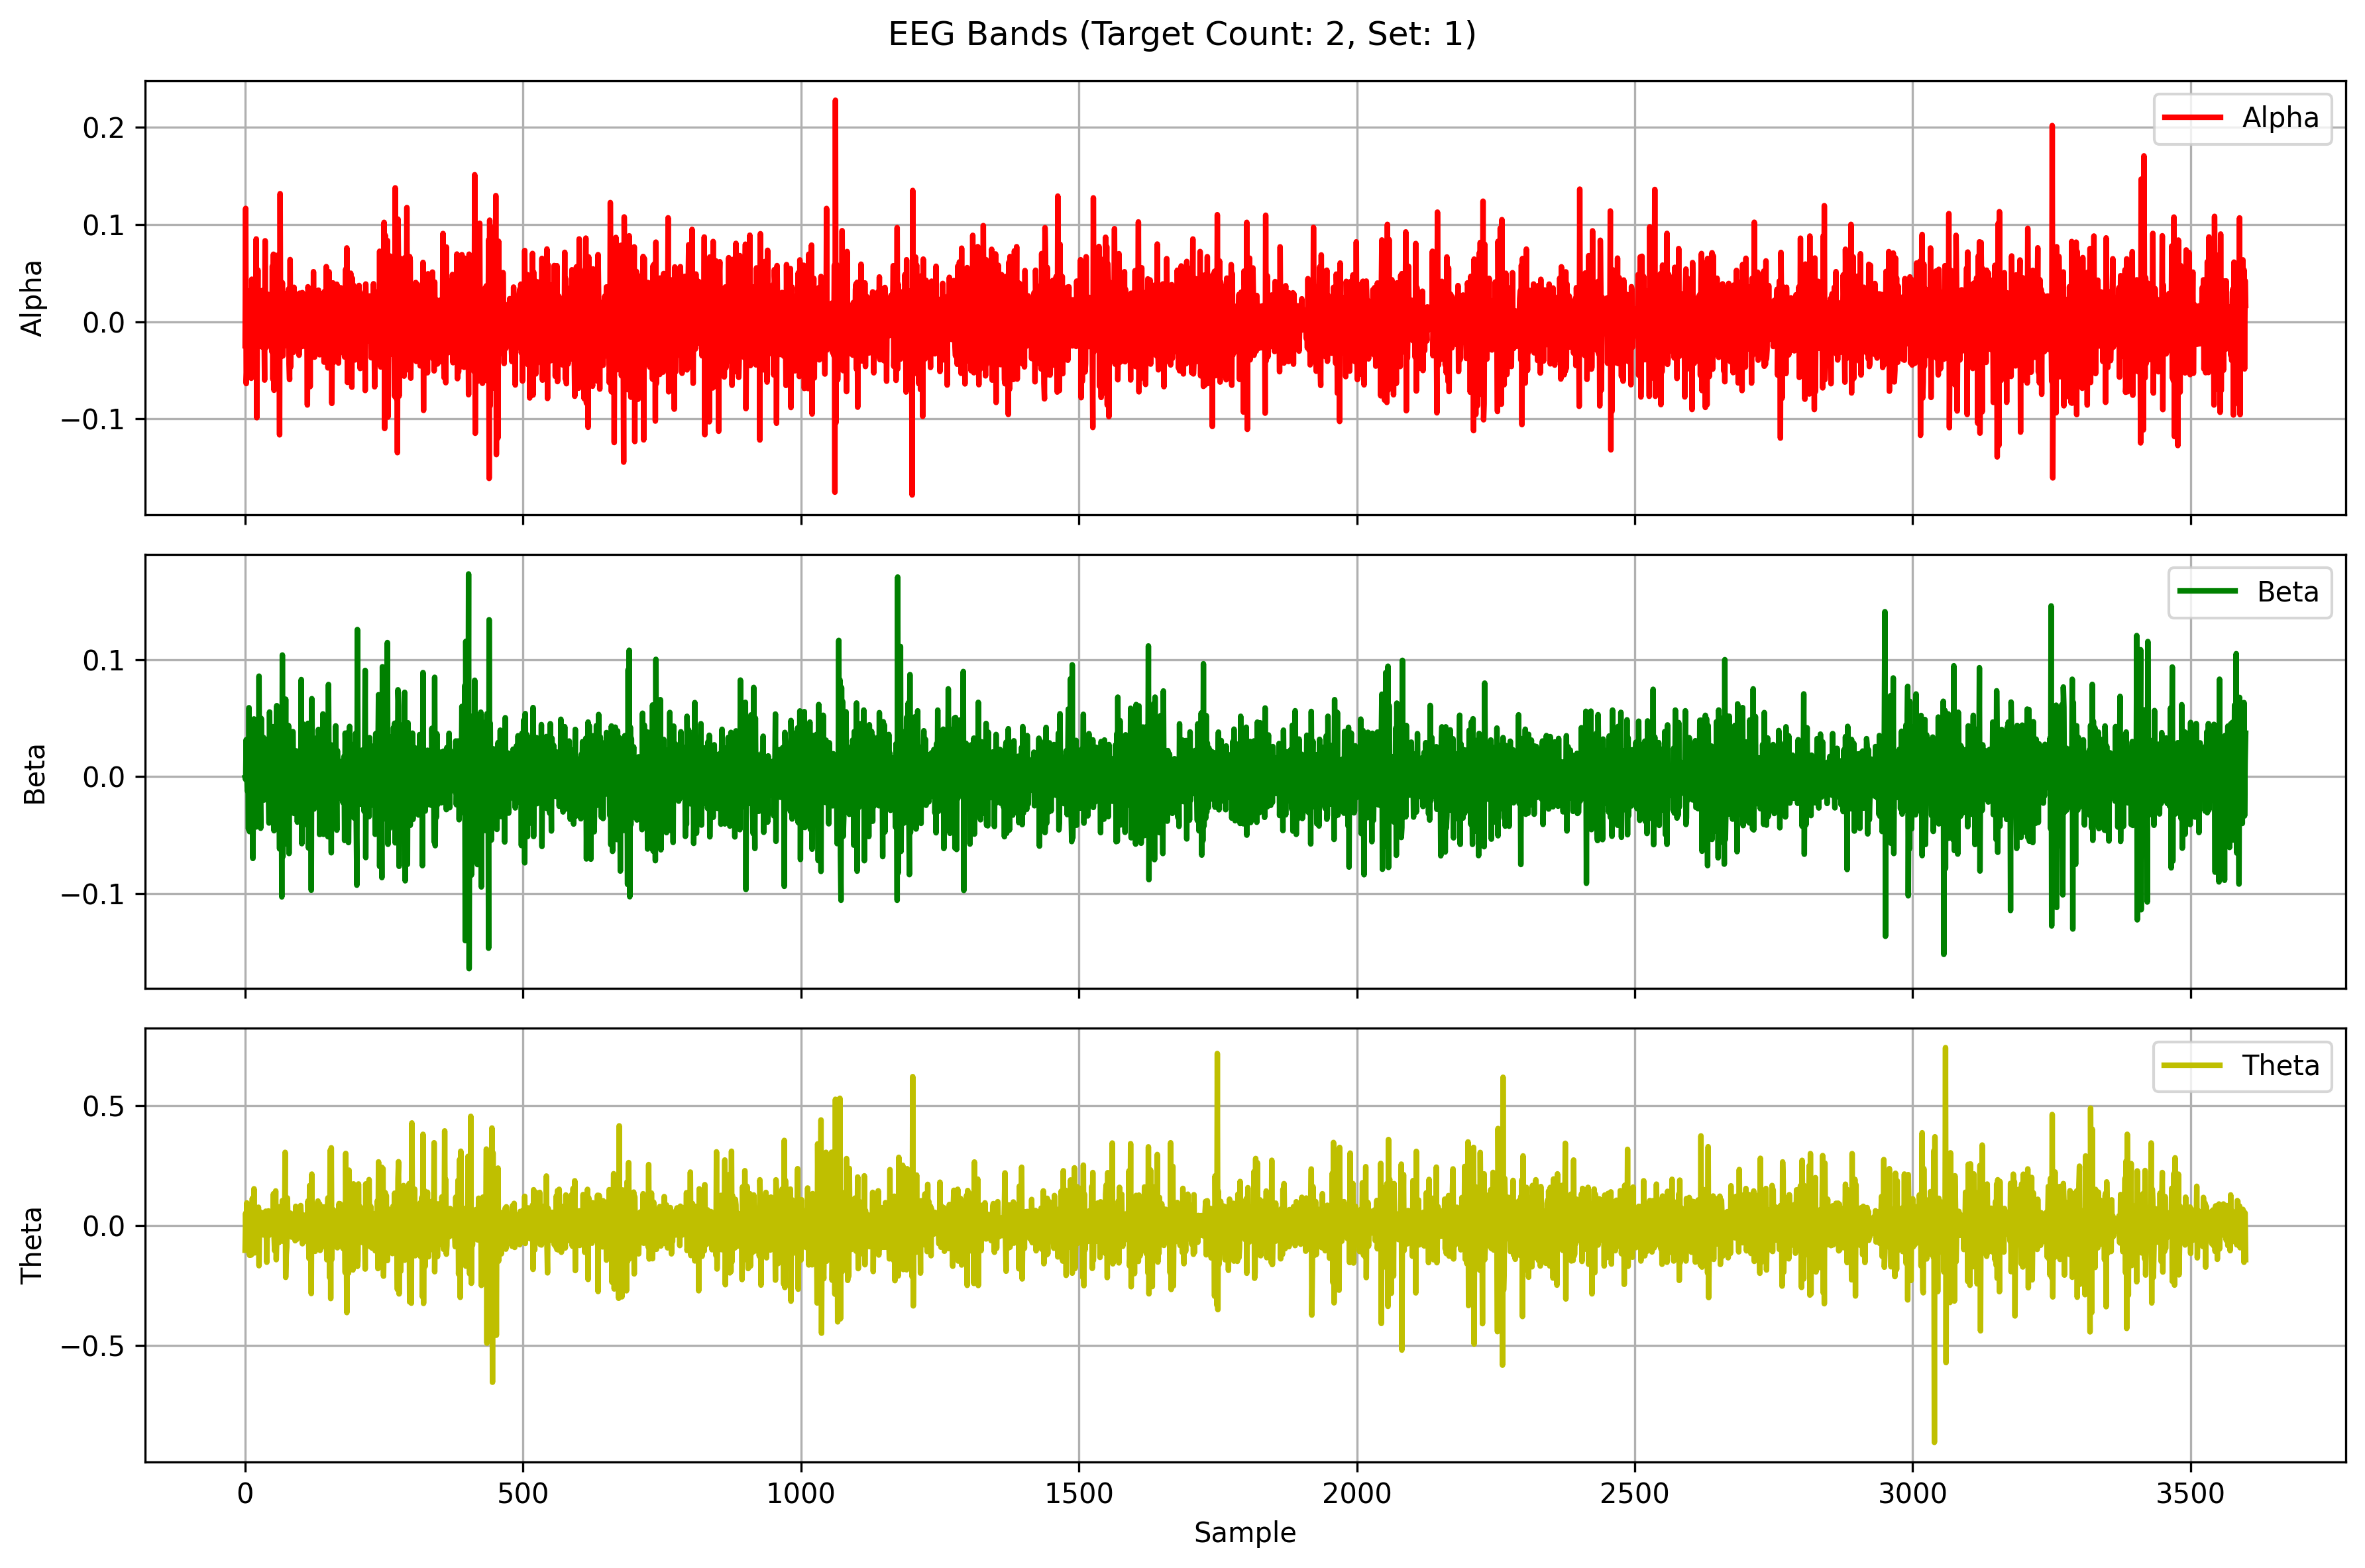 EEG Bands (Target Count: 2, Set: 1)
Alpha
0.2
0.1
0.0
−0.1
Alpha
Beta
0.1
0.0
−0.1
Beta
Theta
0.5
0.0
−0.5
Theta
0 500 1000 1500 2000 2500 3000 3500
Sample